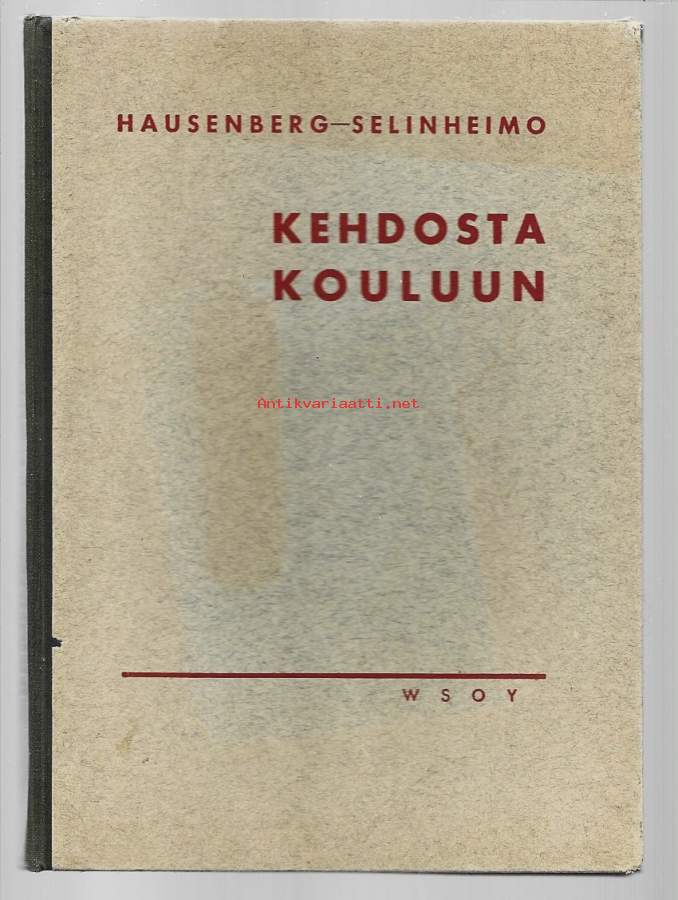 HAUSENBERG—SELINHEIMO
KEHDOSTA
KOULUUN
Antikvariaatti.net
WSOY